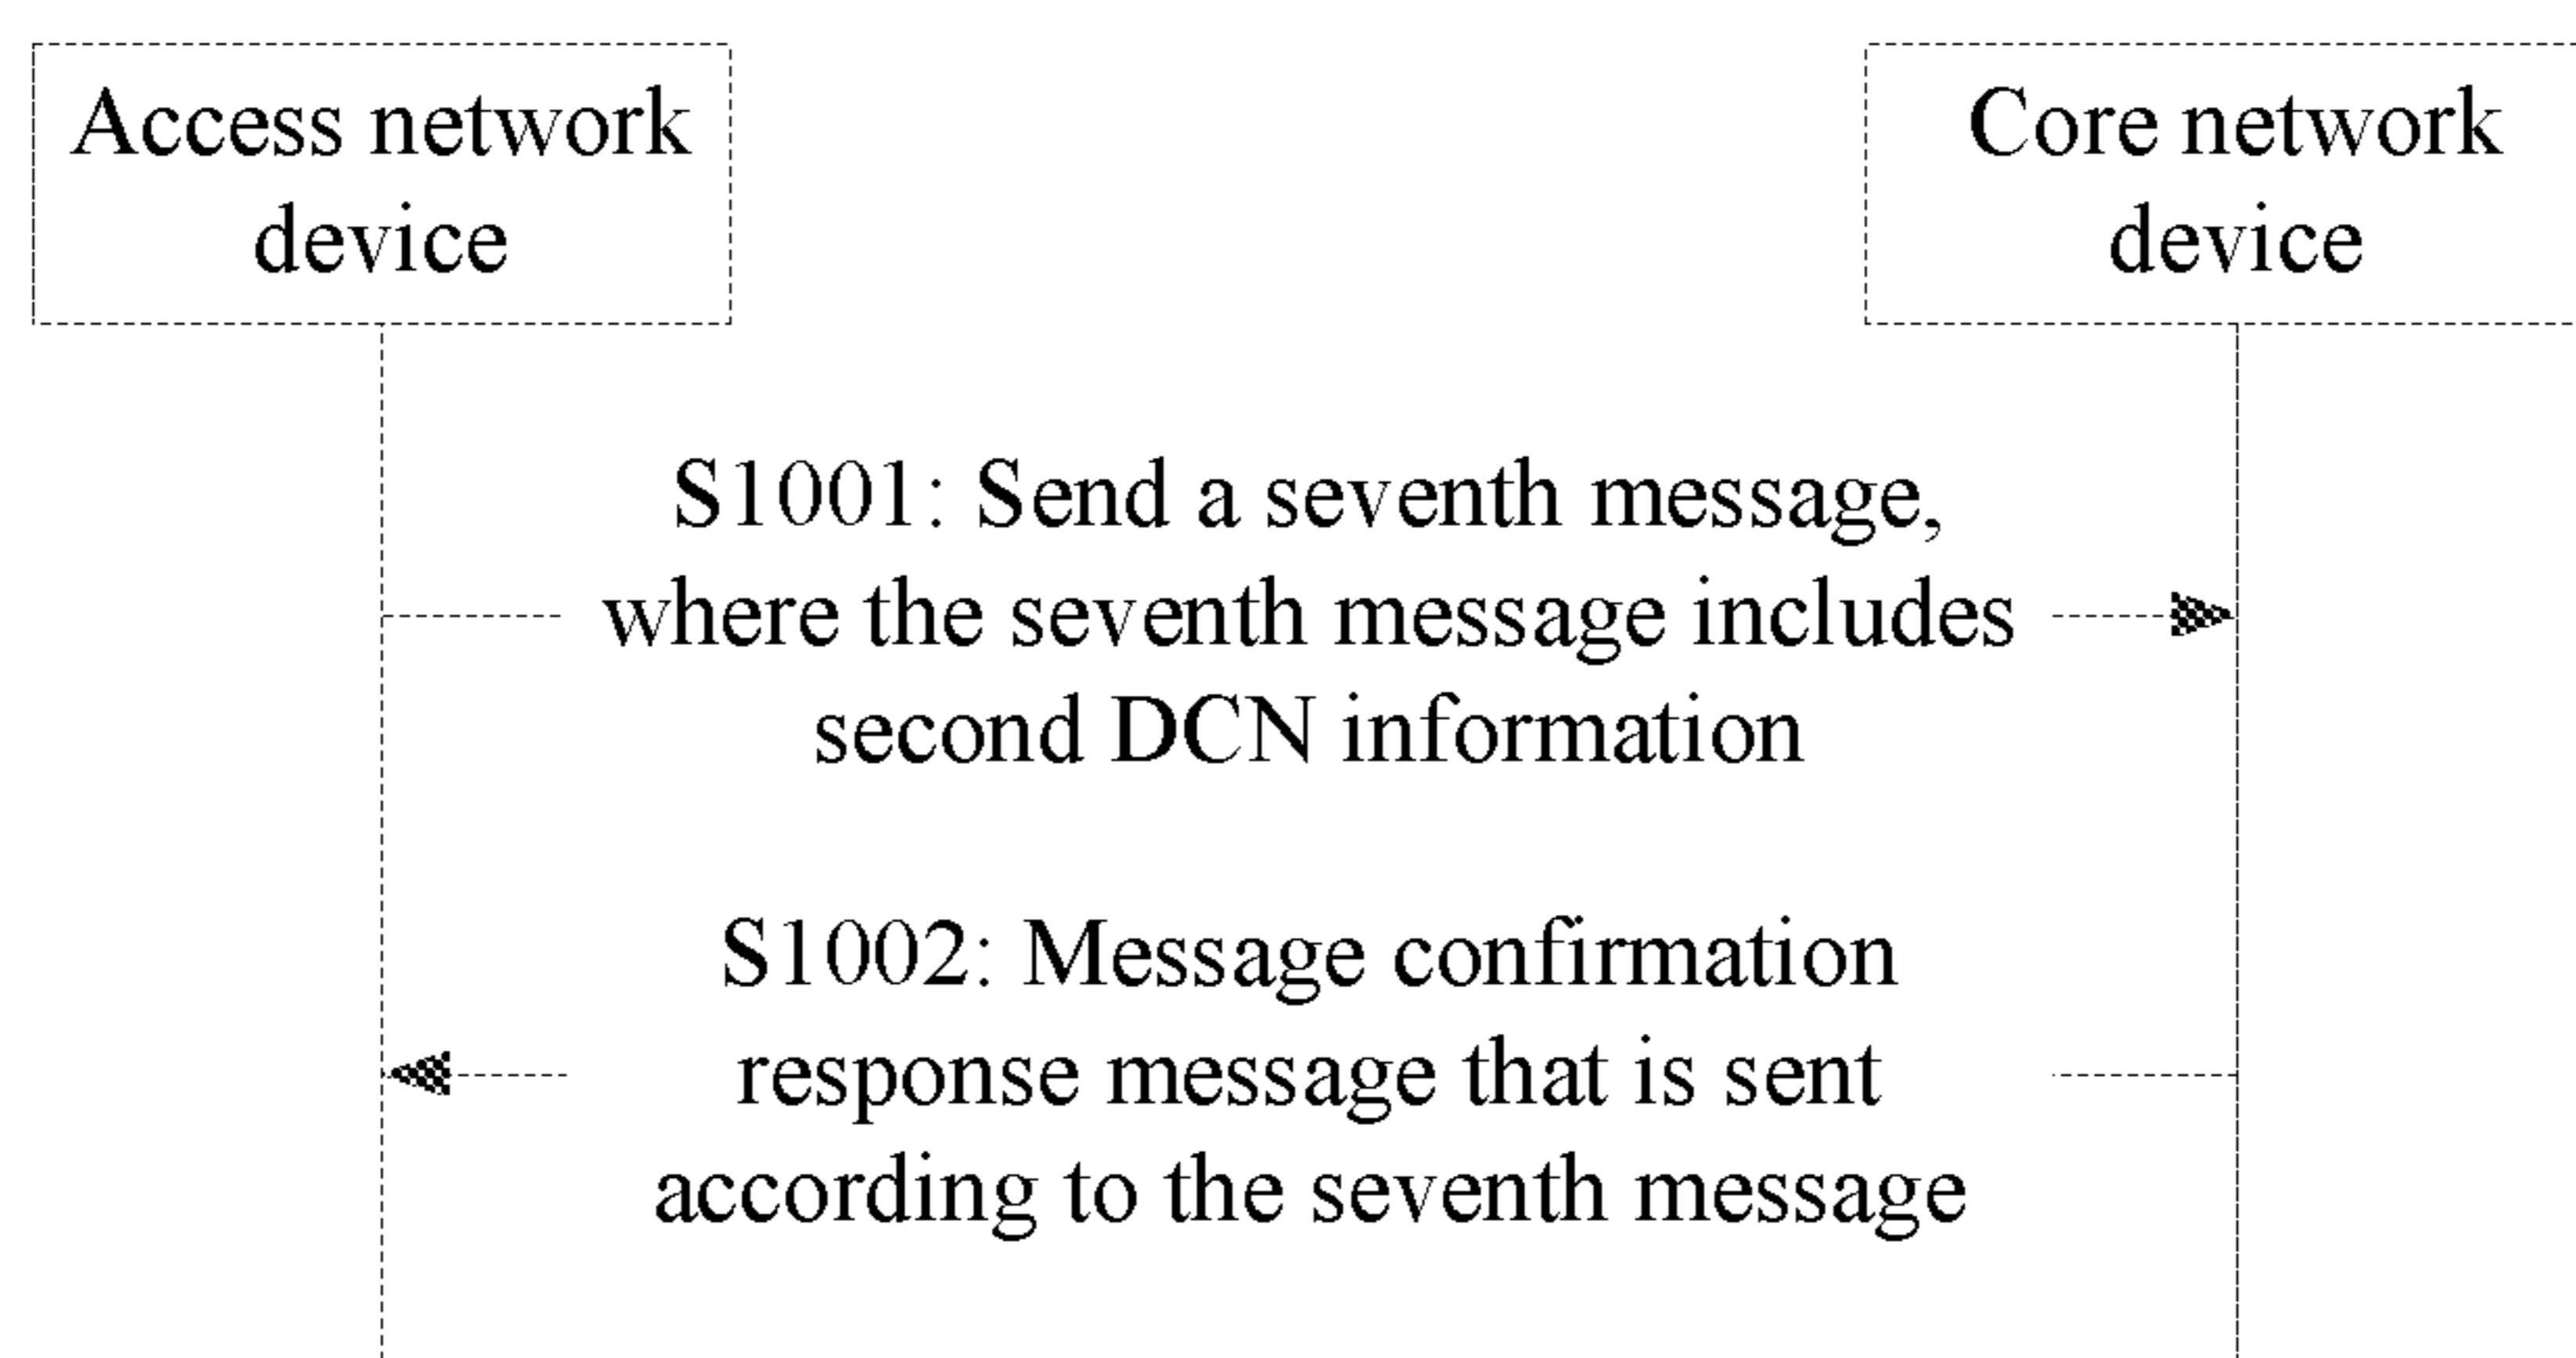 Access network
device
Core network
device
S1001: Send a seventh message,
where the seventh message includes
second DCN information
S1002: Message confirmation
response message that is sent
according to the seventh message